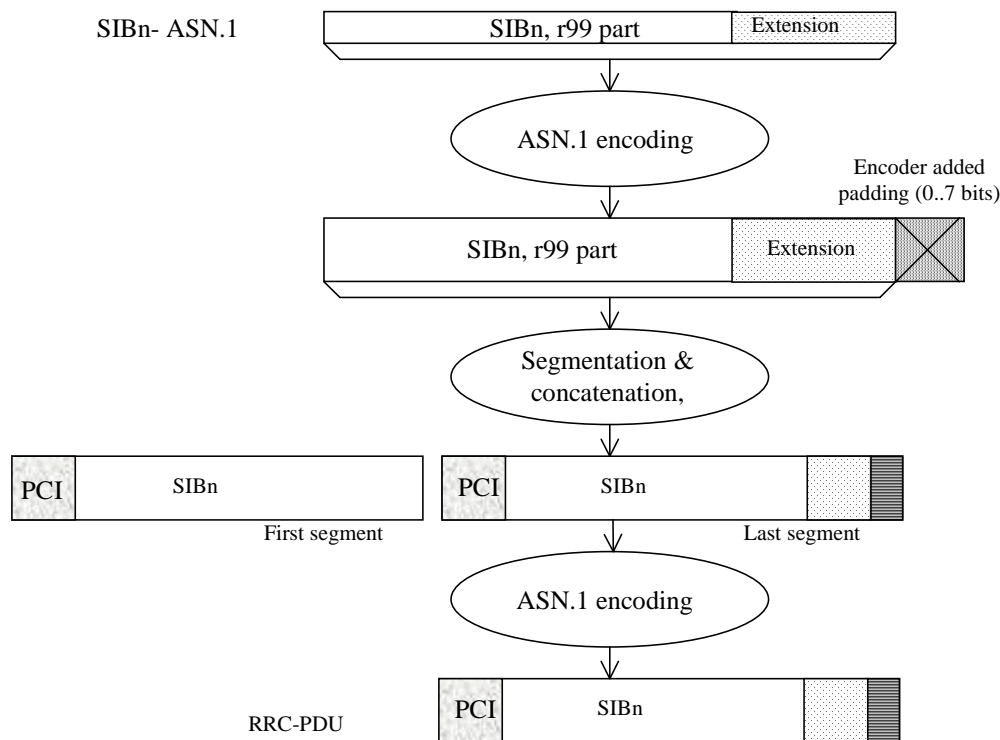 SIBn- ASN.1
SIBn, r99 part
Extension
ASN.1 encoding
Encoder added
padding (0..7 bits)
SIBn, r99 part
Extension
Segmentation &
concatenation,
PCI
SIBn
PCI
SIBn
First segment
Last segment
ASN.1 encoding
PCI
SIBn
RRC-PDU